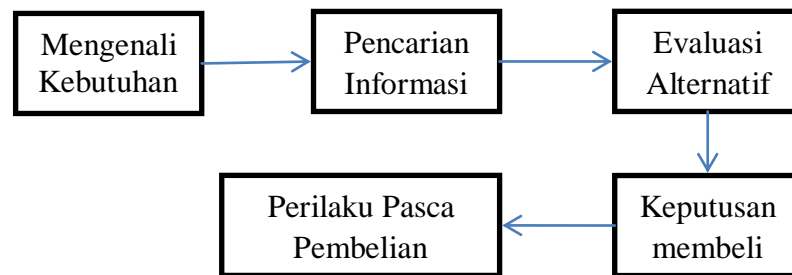 Mengenali
Kebutuhan
Pencarian
Informasi
Evaluasi
Alternatif
Keputusan
membeli
Perilaku Pasca
Pembelian